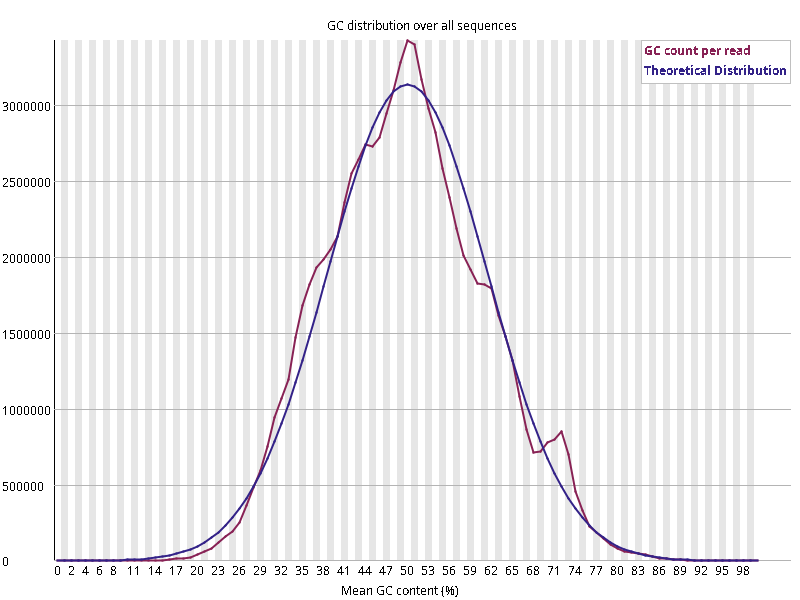 GC distribution over all sequences
GC count per read
Theoretical Distribution
3000000
2500000
2000000
1500000
1000000
500000
0
0 2 4 6 8 11 14 17 20 23 26 29 32 35 38 41 44 47 50 53 56 59 62 65 68 71 74 77 80 83 86 89 92 95 98
Mean GC content (%)